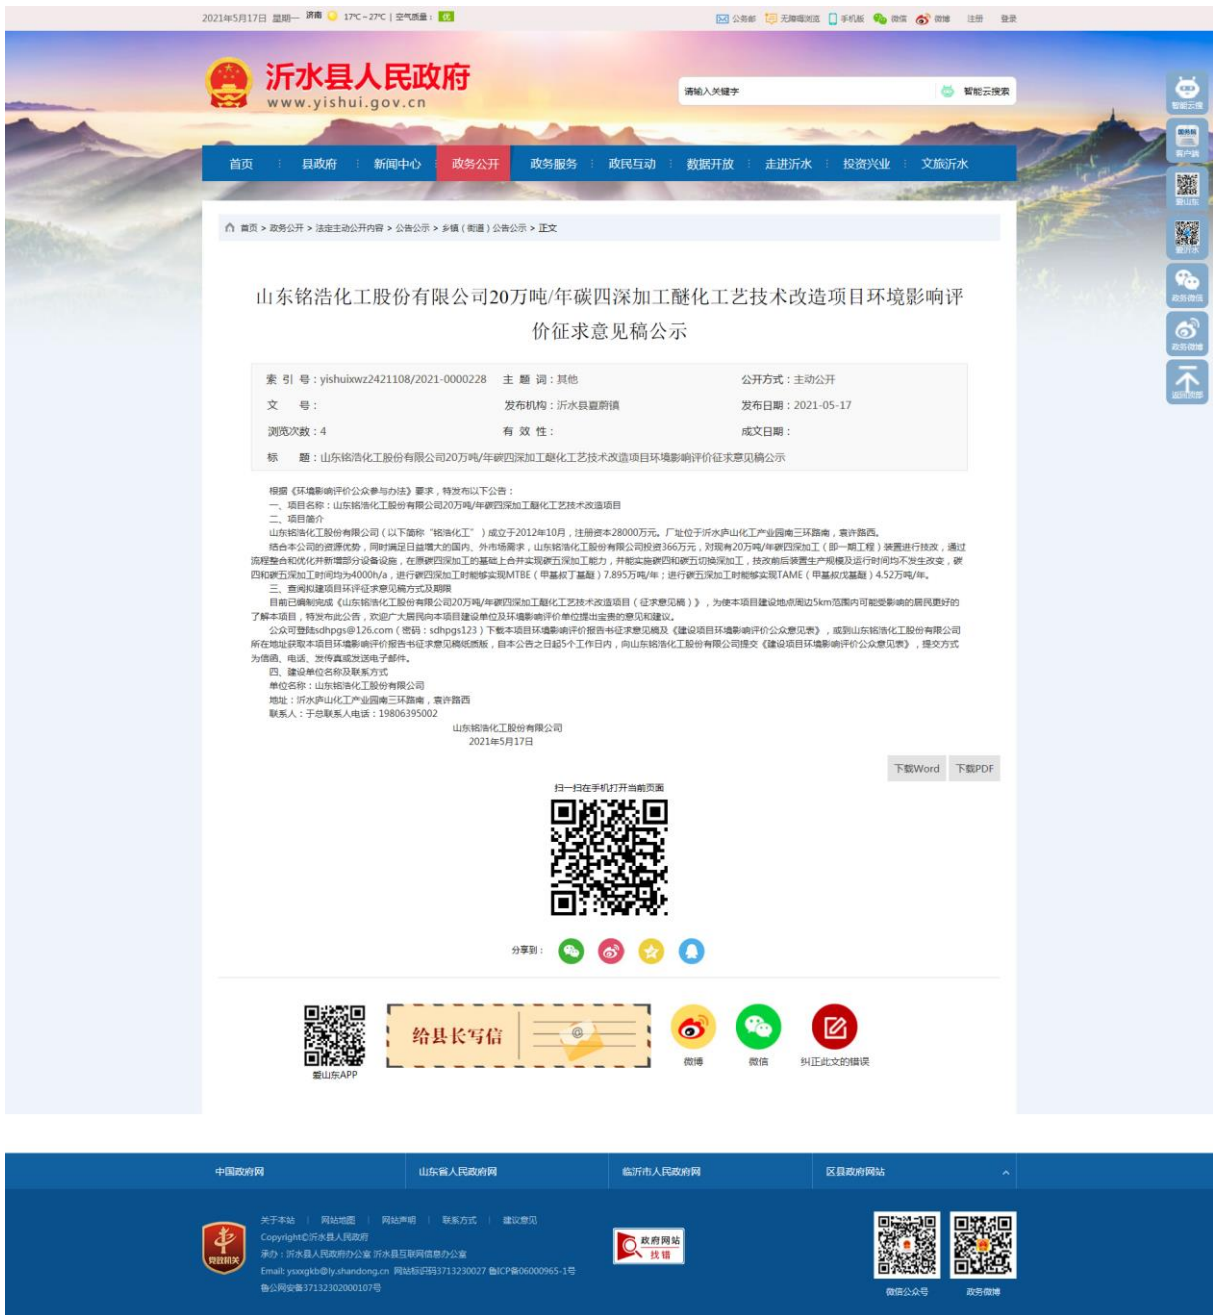 2021年5月17日 星期一 济南 17℃~27℃ | 空气质量： 优
公务邮 无障碍浏览 手机版 微信 微博 注册 登录
沂水县人民政府
www.yishui.gov.cn
请输入关键字
智能云搜索
首页 县政府 新闻中心 政务公开 政务服务 政民互动 数据开放 走进沂水 投资兴业 文旅沂水
智能云搜
国务院
客户端
爱山东
爱沂水
政务微信
政务微博
返回顶部
首页 > 政务公开 > 法定主动公开内容 > 公告公示 > 乡镇（街道）公告公示 > 正文
山东铭浩化工股份有限公司20万吨/年碳四深加工醚化工艺技术改造项目环境影响评
价征求意见稿公示
索 引 号：yishuixwz2421108/2021-0000228 主 题 词：其他 公开方式：主动公开
文 号： 发布机构：沂水县夏蔚镇 发布日期：2021-05-17
浏览次数：4 有 效 性： 成文日期：
标 题：山东铭浩化工股份有限公司20万吨/年碳四深加工醚化工艺技术改造项目环境影响评价征求意见稿公示
根据《环境影响评价公众参与办法》要求，特发布以下公告：
一、项目名称：山东铭浩化工股份有限公司20万吨/年碳四深加工醚化工艺技术改造项目
二、项目简介
山东铭浩化工股份有限公司（以下简称“铭浩化工”）成立于2012年10月，注册资本28000万元。厂址位于沂水庐山化工产业园南三环路南，袁许路西。
结合本公司的资源优势，同时满足日益增大的国内、外市场需求，山东铭浩化工股份有限公司投资366万元，对现有20万吨/年碳四深加工（即一期工程）装置进行技改，通过
流程整合和优化并新增部分设备设施，在原碳四深加工的基础上合并实现碳五深加工能力，并能实施碳四和碳五切换深加工，技改前后装置生产规模及运行时间均不发生改变，碳
四和碳五深加工时间均为4000h/a，进行碳四深加工时能够实现MTBE（甲基叔丁基醚）7.895万吨/年；进行碳五深加工时能够实现TAME（甲基叔戊基醚）4.52万吨/年。
三、查阅拟建项目环评征求意见稿方式及期限
目前已编制完成《山东铭浩化工股份有限公司20万吨/年碳四深加工醚化工艺技术改造项目（征求意见稿）》，为使本项目建设地点周边5km范围内可能受影响的居民更好的
了解本项目，特发布此公告，欢迎广大居民向本项目建设单位及环境影响评价单位提出宝贵的意见和建议。
公众可登陆sdhpgs@126.com（密码：sdhpgs123）下载本项目环境影响评价报告书征求意见稿及《建设项目环境影响评价公众意见表》，或到山东铭浩化工股份有限公司
所在地址获取本项目环境影响评价报告书征求意见稿纸质版，自本公告之日起5个工作日内，向山东铭浩化工股份有限公司提交《建设项目环境影响评价公众意见表》，提交方式
为信函、电话、发传真或发送电子邮件。
四、建设单位名称及联系方式
单位名称：山东铭浩化工股份有限公司
地址：沂水庐山化工产业园南三环路南，袁许路西
联系人：于总联系人电话：19806395002
山东铭浩化工股份有限公司
2021年5月17日
下载Word 下载PDF
扫一扫在手机打开当前页面
分享到：
给县长写信
爱山东APP
微博 微信 纠正此文的错误
中国政府网 山东省人民政府网 临沂市人民政府网 区县政府网站
关于本站 | 网站地图 | 网站声明 | 联系方式 | 建议意见
Copyright©沂水县人民政府
承办：沂水县人民政府办公室 沂水县互联网信息办公室
Email: ysxxgkb@ly.shandong.cn 网站标识码3713230027 鲁ICP备06000965-1号
鲁公网安备37132302000107号
党政机关
政府网站
找错
微信公众号 政务微博